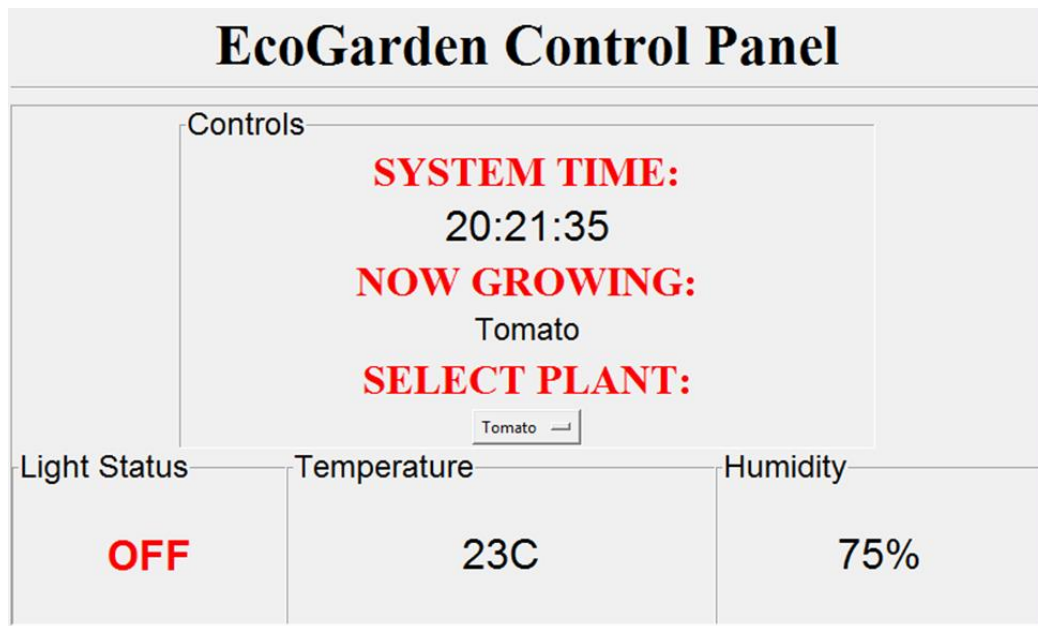 EcoGarden Control Panel
Controls
SYSTEM TIME:
20:21:35
NOW GROWING:
Tomato
SELECT PLANT:
Tomato
Light Status
OFF
Temperature
23C
Humidity
75%